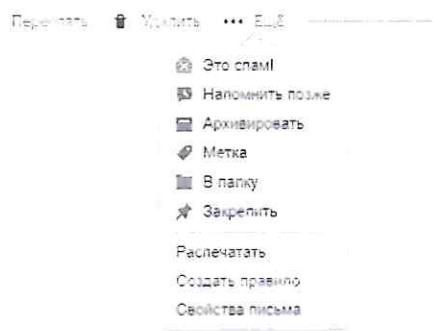 Переслать Удалить ••• Ещё
Это спам!
Напомнить позже
Архивировать
Метка
В папку
Закрепить
Распечатать
Создать правило
Свойства письма